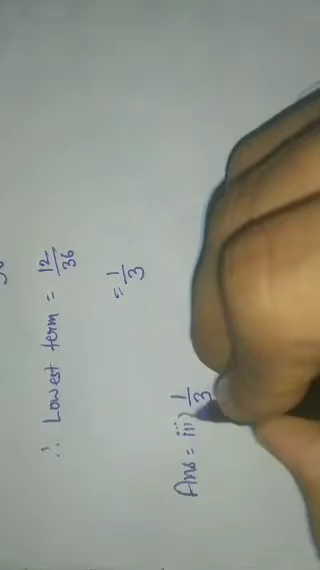 ∴ Lowest term = 12/36
= 1/3
Ans = iii) 1/3